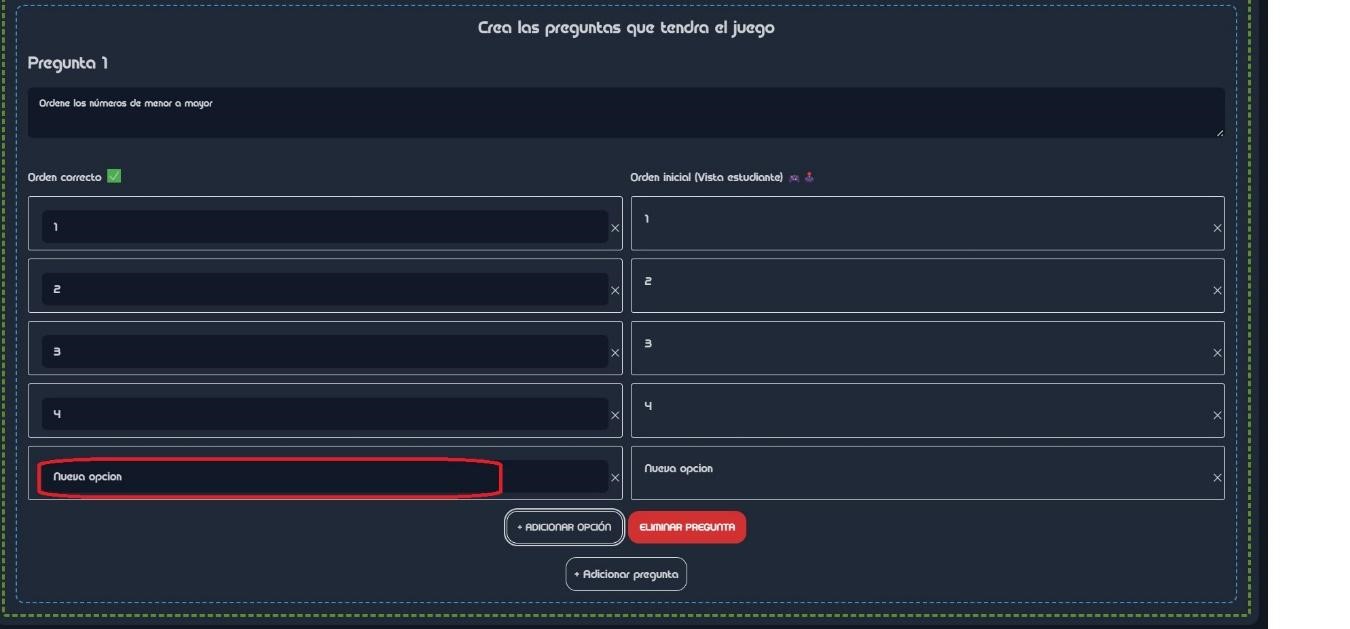 Crea las preguntas que tendra el juego
Pregunta 1
Ordene los números de menor a mayor
Orden correcto ✅
Orden inicial (Vista estudiante) 🎮 🕹️
1
1
2
2
3
3
4
4
Nueva opcion
Nueva opcion
+ ADICIONAR OPCIÓN
ELIMINAR PREGUNTA
+ Adicionar pregunta